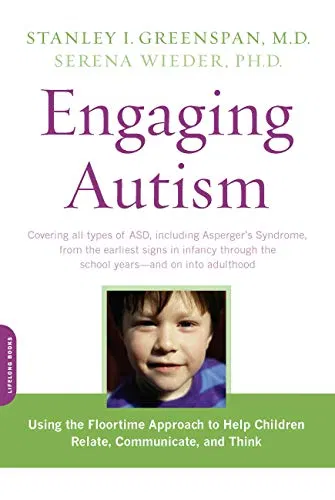 STANLEY I. GREENSPAN, M.D.
SERENA WIEDER, PH.D.
Engaging
Autism
Covering all types of ASD, including Asperger's Syndrome,
from the earliest signs in infancy through the
school years—and on into adulthood
LIFELONG BOOKS
Using the Floortime Approach to Help Children
Relate, Communicate, and Think